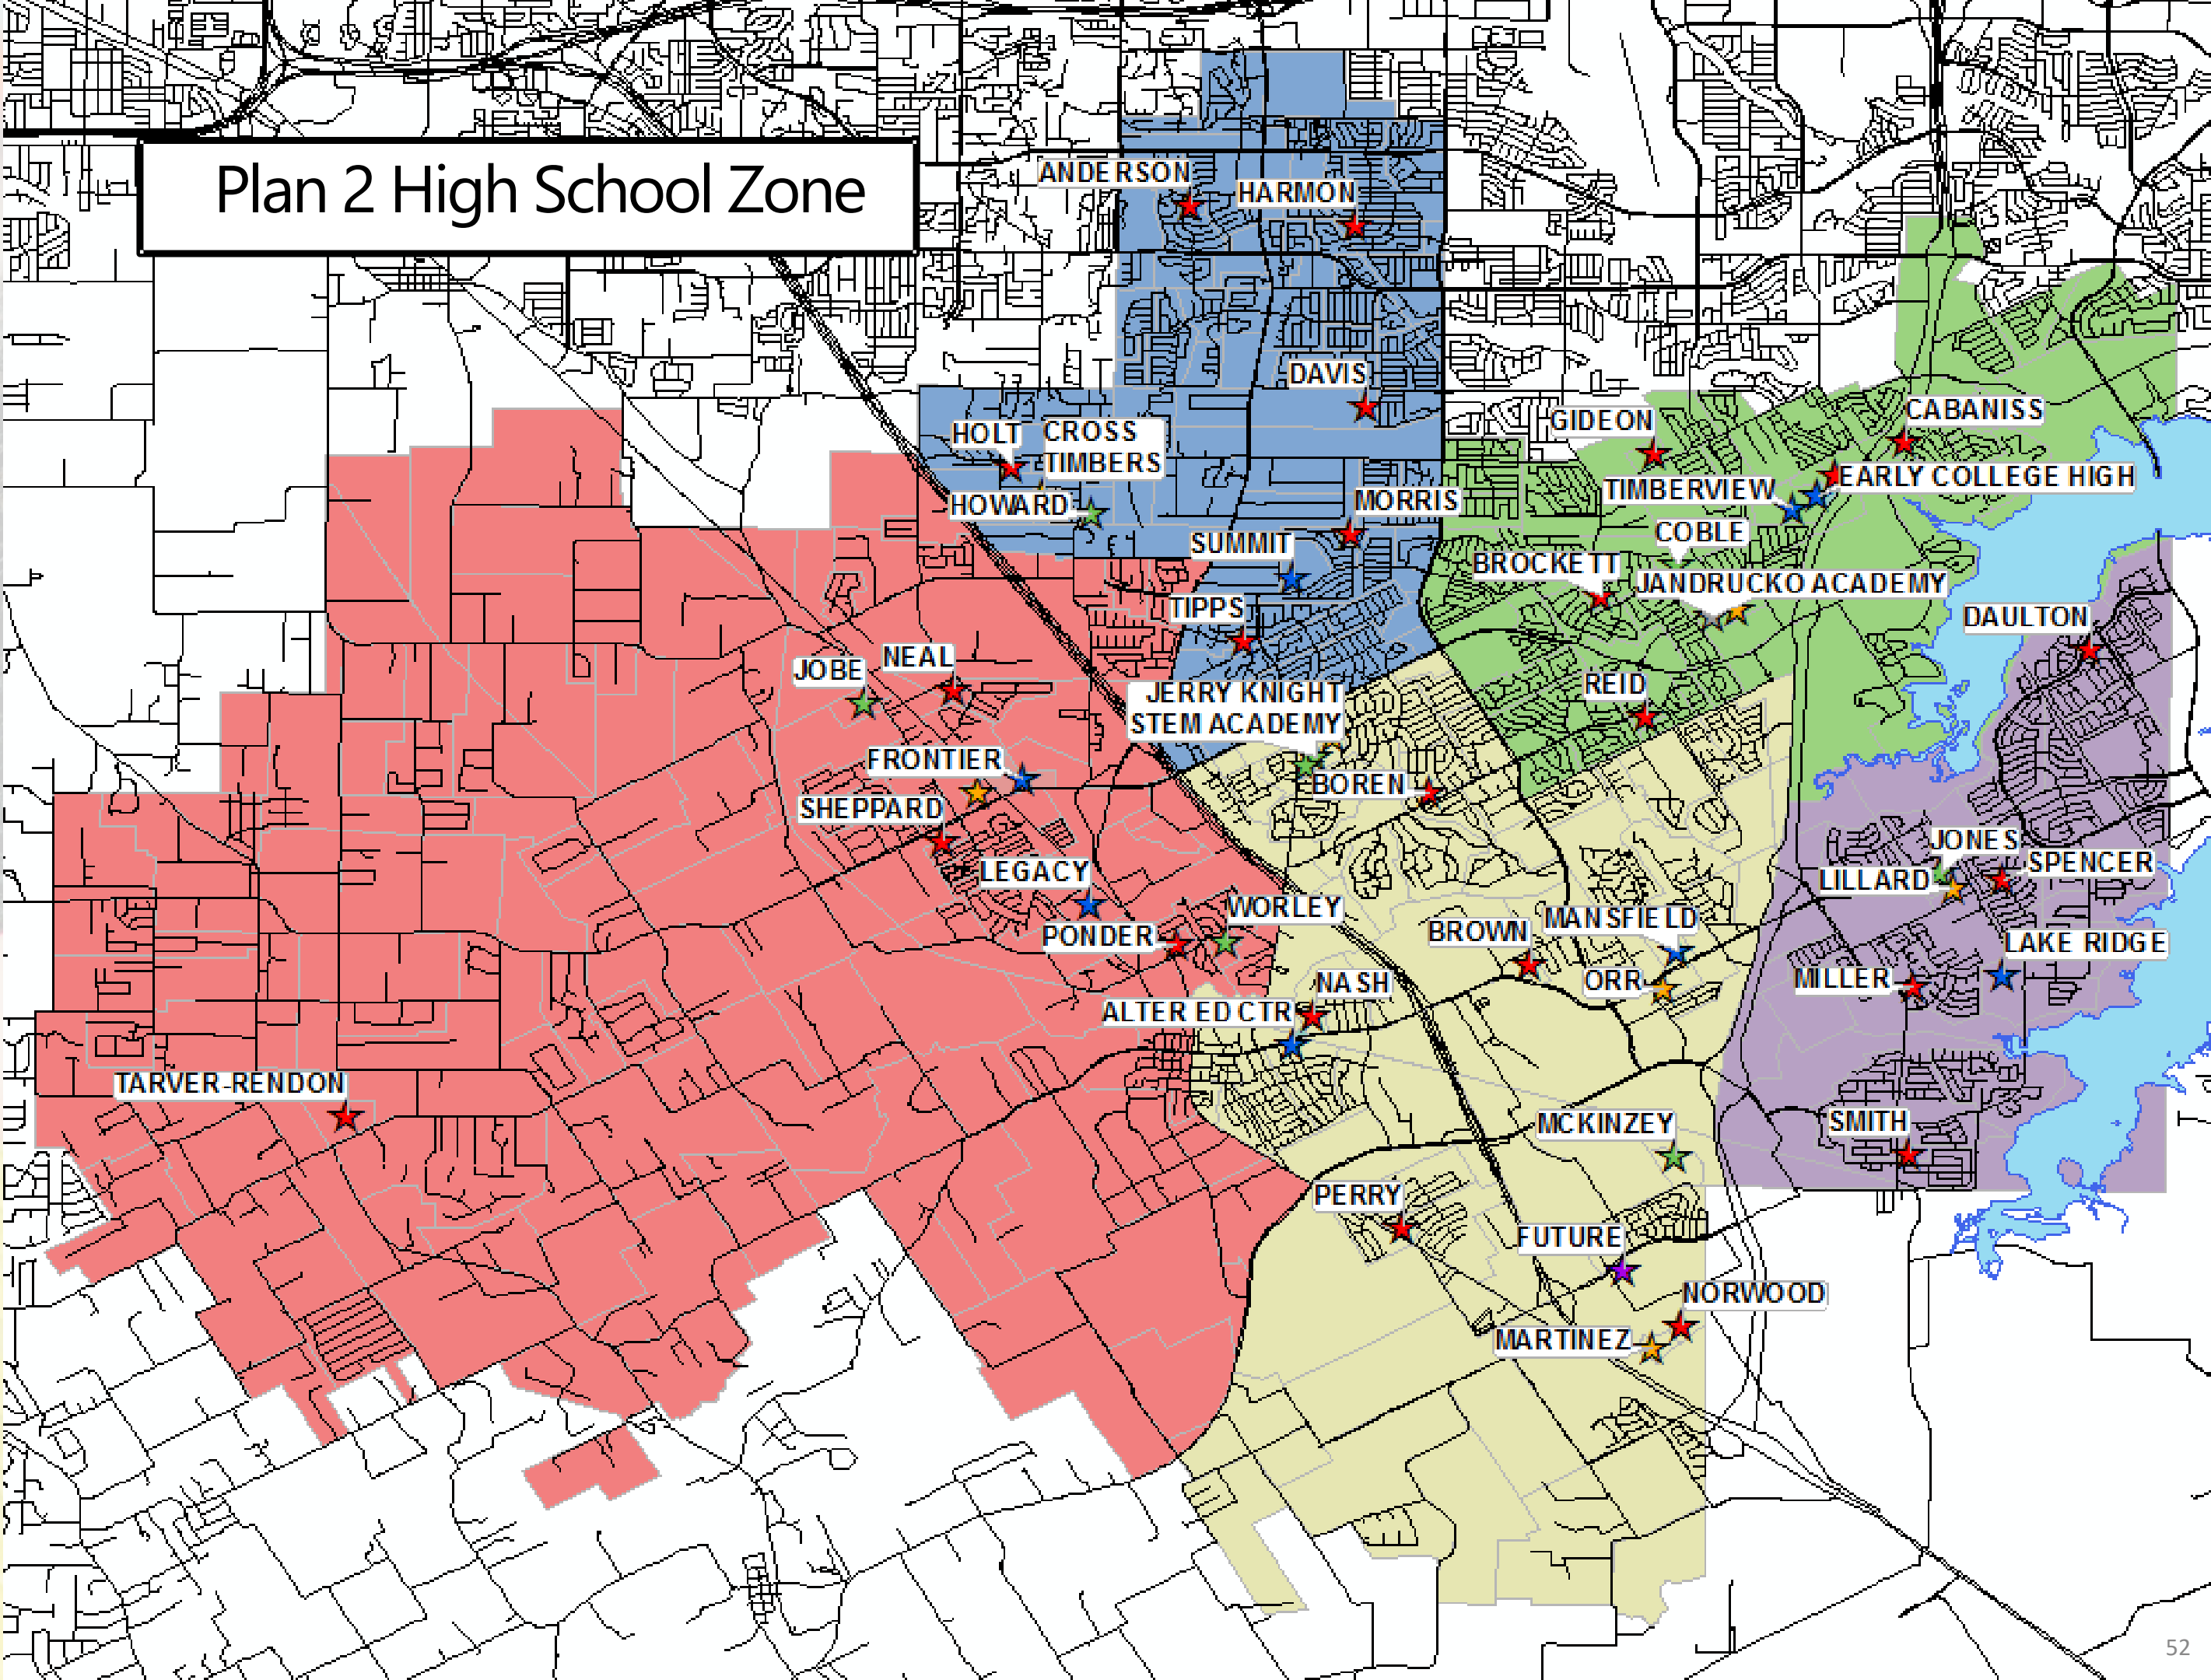 Plan 2 High School Zone
ANDERSON
HARMON
DAVIS
HOLT
CROSS
TIMBERS
HOWARD
MORRIS
SUMMIT
TIPPS
GIDEON
CABANISS
EARLY COLLEGE HIGH
TIMBERVIEW
COBLE
BROCKETT
JANDRUCKO ACADEMY
DAULTON
REID
JOBE
NEAL
JERRY KNIGHT
STEM ACADEMY
FRONTIER
BOREN
SHEPPARD
LEGACY
JONES
SPENCER
LILLARD
WORLEY
PONDER
BROWN
MANSFIELD
LAKE RIDGE
ORR
MILLER
NASH
ALTER ED CTR
TARVER-RENDON
MCKINZEY
SMITH
PERRY
FUTURE
NORWOOD
MARTINEZ
52